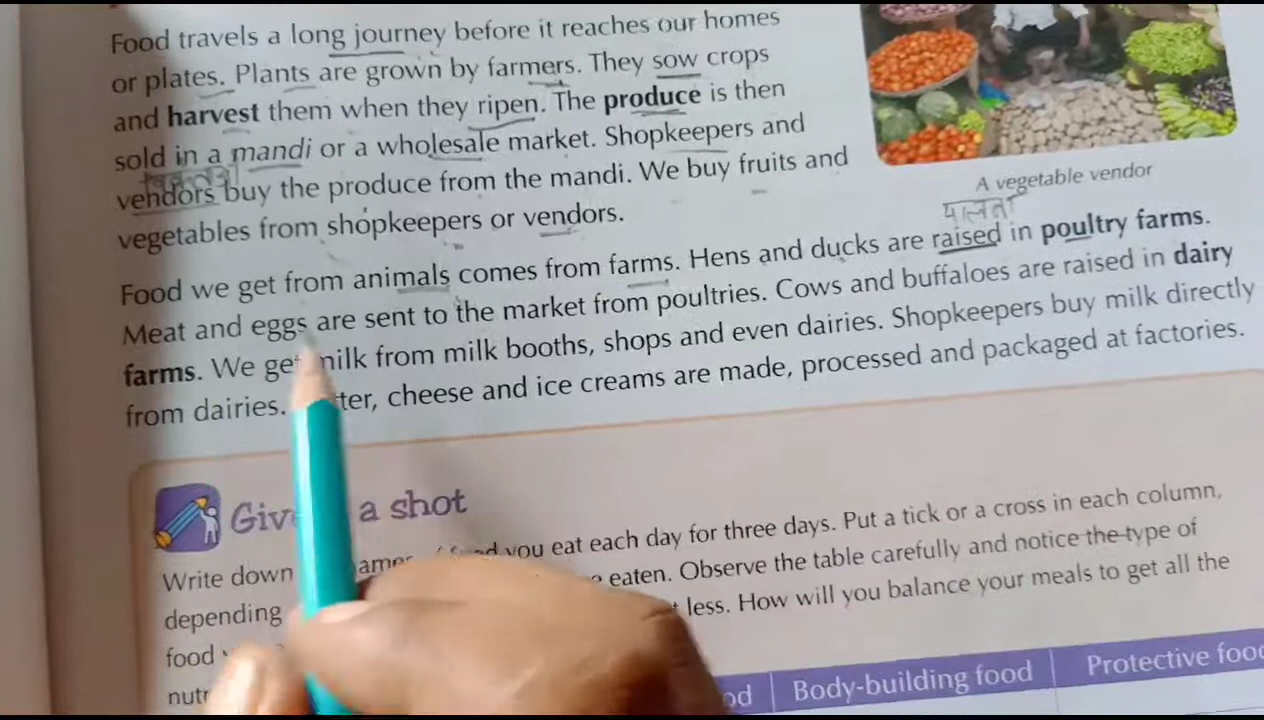 Food travels a long journey before it reaches our homes
or plates. Plants are grown by farmers. They sow crops
and harvest them when they ripen. The produce is then
sold in a mandi or a wholesale market. Shopkeepers and
vendors buy the produce from the mandi. We buy fruits and
vegetables from shopkeepers or vendors.
A vegetable vendor
पालता
Food we get from animals comes from farms. Hens and ducks are raised in poultry farms.
Meat and eggs are sent to the market from poultries. Cows and buffaloes are raised in dairy
farms. We get milk from milk booths, shops and even dairies. Shopkeepers buy milk directly
from dairies. cheese and ice creams are made, processed and packaged at factories.
Give a shot
Write down you eat each day for three days. Put a tick or a cross in each column,
depending eaten. Observe the table carefully and notice the type of
food less. How will you balance your meals to get all the
Body-building food
Protective food